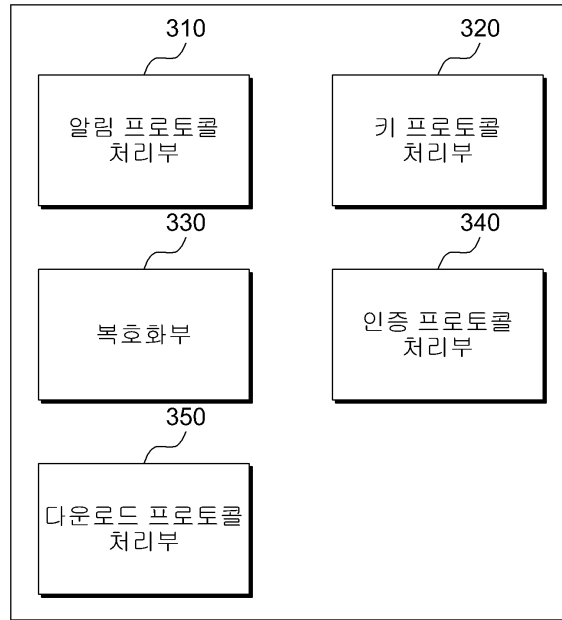 310
알림 프로토콜
처리부
320
키 프로토콜
처리부
330
복호화부
340
인증 프로토콜
처리부
350
다운로드 프로토콜
처리부